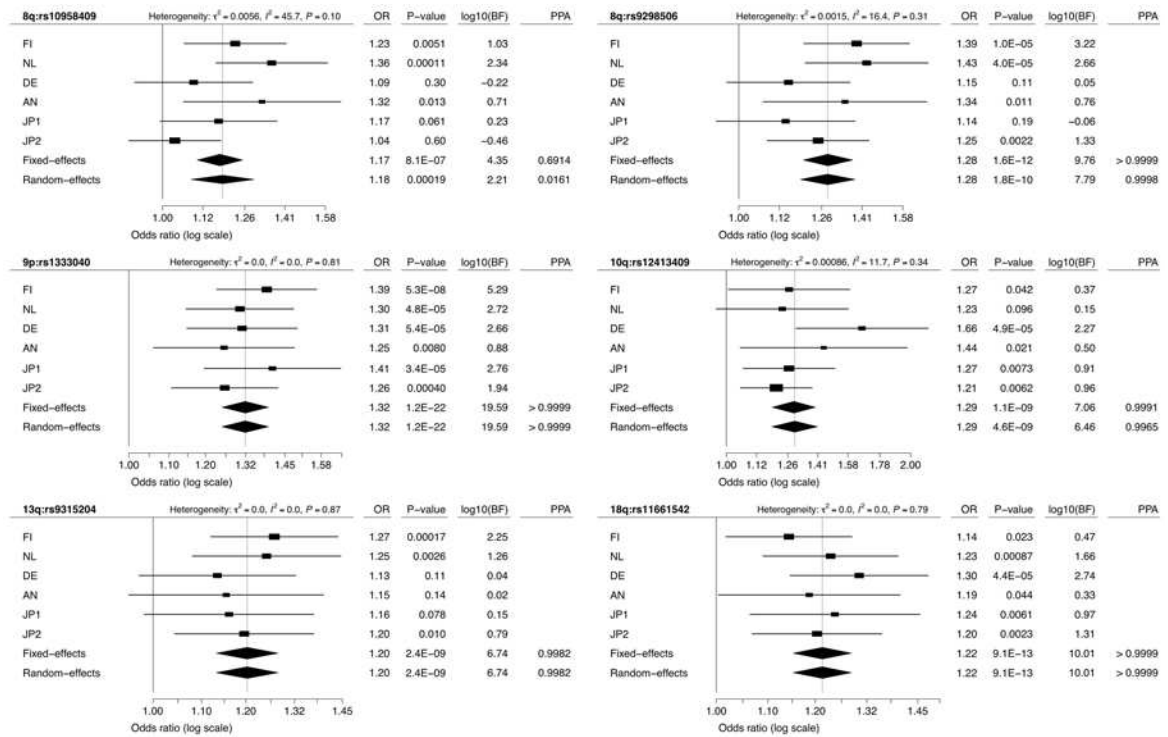 8q:rs10958409 Heterogeneity: τ² = 0.0056, I² = 45.7, P = 0.10 OR P−value log10(BF) PPA
FI 1.23 0.0051 1.03
NL 1.36 0.00011 2.34
DE 1.09 0.30 −0.22
AN 1.32 0.013 0.71
JP1 1.17 0.061 0.23
JP2 1.04 0.60 −0.46
Fixed−effects 1.17 8.1E−07 4.35 0.6914
Random−effects 1.18 0.00019 2.21 0.0161
1.00 1.12 1.26 1.41 1.58
Odds ratio (log scale)
8q:rs9298506 Heterogeneity: τ² = 0.0015, I² = 16.4, P = 0.31 OR P−value log10(BF) PPA
FI 1.39 1.0E−05 3.22
NL 1.43 4.0E−05 2.66
DE 1.15 0.11 0.05
AN 1.34 0.011 0.76
JP1 1.14 0.19 −0.06
JP2 1.25 0.0022 1.33
Fixed−effects 1.28 1.6E−12 9.76 > 0.9999
Random−effects 1.28 1.8E−10 7.79 0.9998
1.00 1.12 1.26 1.41 1.58
Odds ratio (log scale)
9p:rs1333040 Heterogeneity: τ² = 0.0, I² = 0.0, P = 0.81 OR P−value log10(BF) PPA
FI 1.39 5.3E−08 5.29
NL 1.30 4.8E−05 2.72
DE 1.31 5.4E−05 2.66
AN 1.25 0.0080 0.88
JP1 1.41 3.4E−05 2.76
JP2 1.26 0.00040 1.94
Fixed−effects 1.32 1.2E−22 19.59 > 0.9999
Random−effects 1.32 1.2E−22 19.59 > 0.9999
1.00 1.10 1.20 1.32 1.45 1.58
Odds ratio (log scale)
10q:rs12413409 Heterogeneity: τ² = 0.00086, I² = 11.7, P = 0.34 OR P−value log10(BF) PPA
FI 1.27 0.042 0.37
NL 1.23 0.096 0.15
DE 1.66 4.9E−05 2.27
AN 1.44 0.021 0.50
JP1 1.27 0.0073 0.91
JP2 1.21 0.0062 0.96
Fixed−effects 1.29 1.1E−09 7.06 0.9991
Random−effects 1.29 4.6E−09 6.46 0.9965
1.00 1.12 1.26 1.41 1.58 1.78 2.00
Odds ratio (log scale)
13q:rs9315204 Heterogeneity: τ² = 0.0, I² = 0.0, P = 0.87 OR P−value log10(BF) PPA
FI 1.27 0.00017 2.25
NL 1.25 0.0026 1.26
DE 1.13 0.11 0.04
AN 1.15 0.14 0.02
JP1 1.16 0.078 0.15
JP2 1.20 0.010 0.79
Fixed−effects 1.20 2.4E−09 6.74 0.9982
Random−effects 1.20 2.4E−09 6.74 0.9982
1.00 1.10 1.20 1.32 1.45
Odds ratio (log scale)
18q:rs11661542 Heterogeneity: τ² = 0.0, I² = 0.0, P = 0.79 OR P−value log10(BF) PPA
FI 1.14 0.023 0.47
NL 1.23 0.00087 1.66
DE 1.30 4.4E−05 2.74
AN 1.19 0.044 0.33
JP1 1.24 0.0061 0.97
JP2 1.20 0.0023 1.31
Fixed−effects 1.22 9.1E−13 10.01 > 0.9999
Random−effects 1.22 9.1E−13 10.01 > 0.9999
1.00 1.10 1.20 1.32 1.45
Odds ratio (log scale)